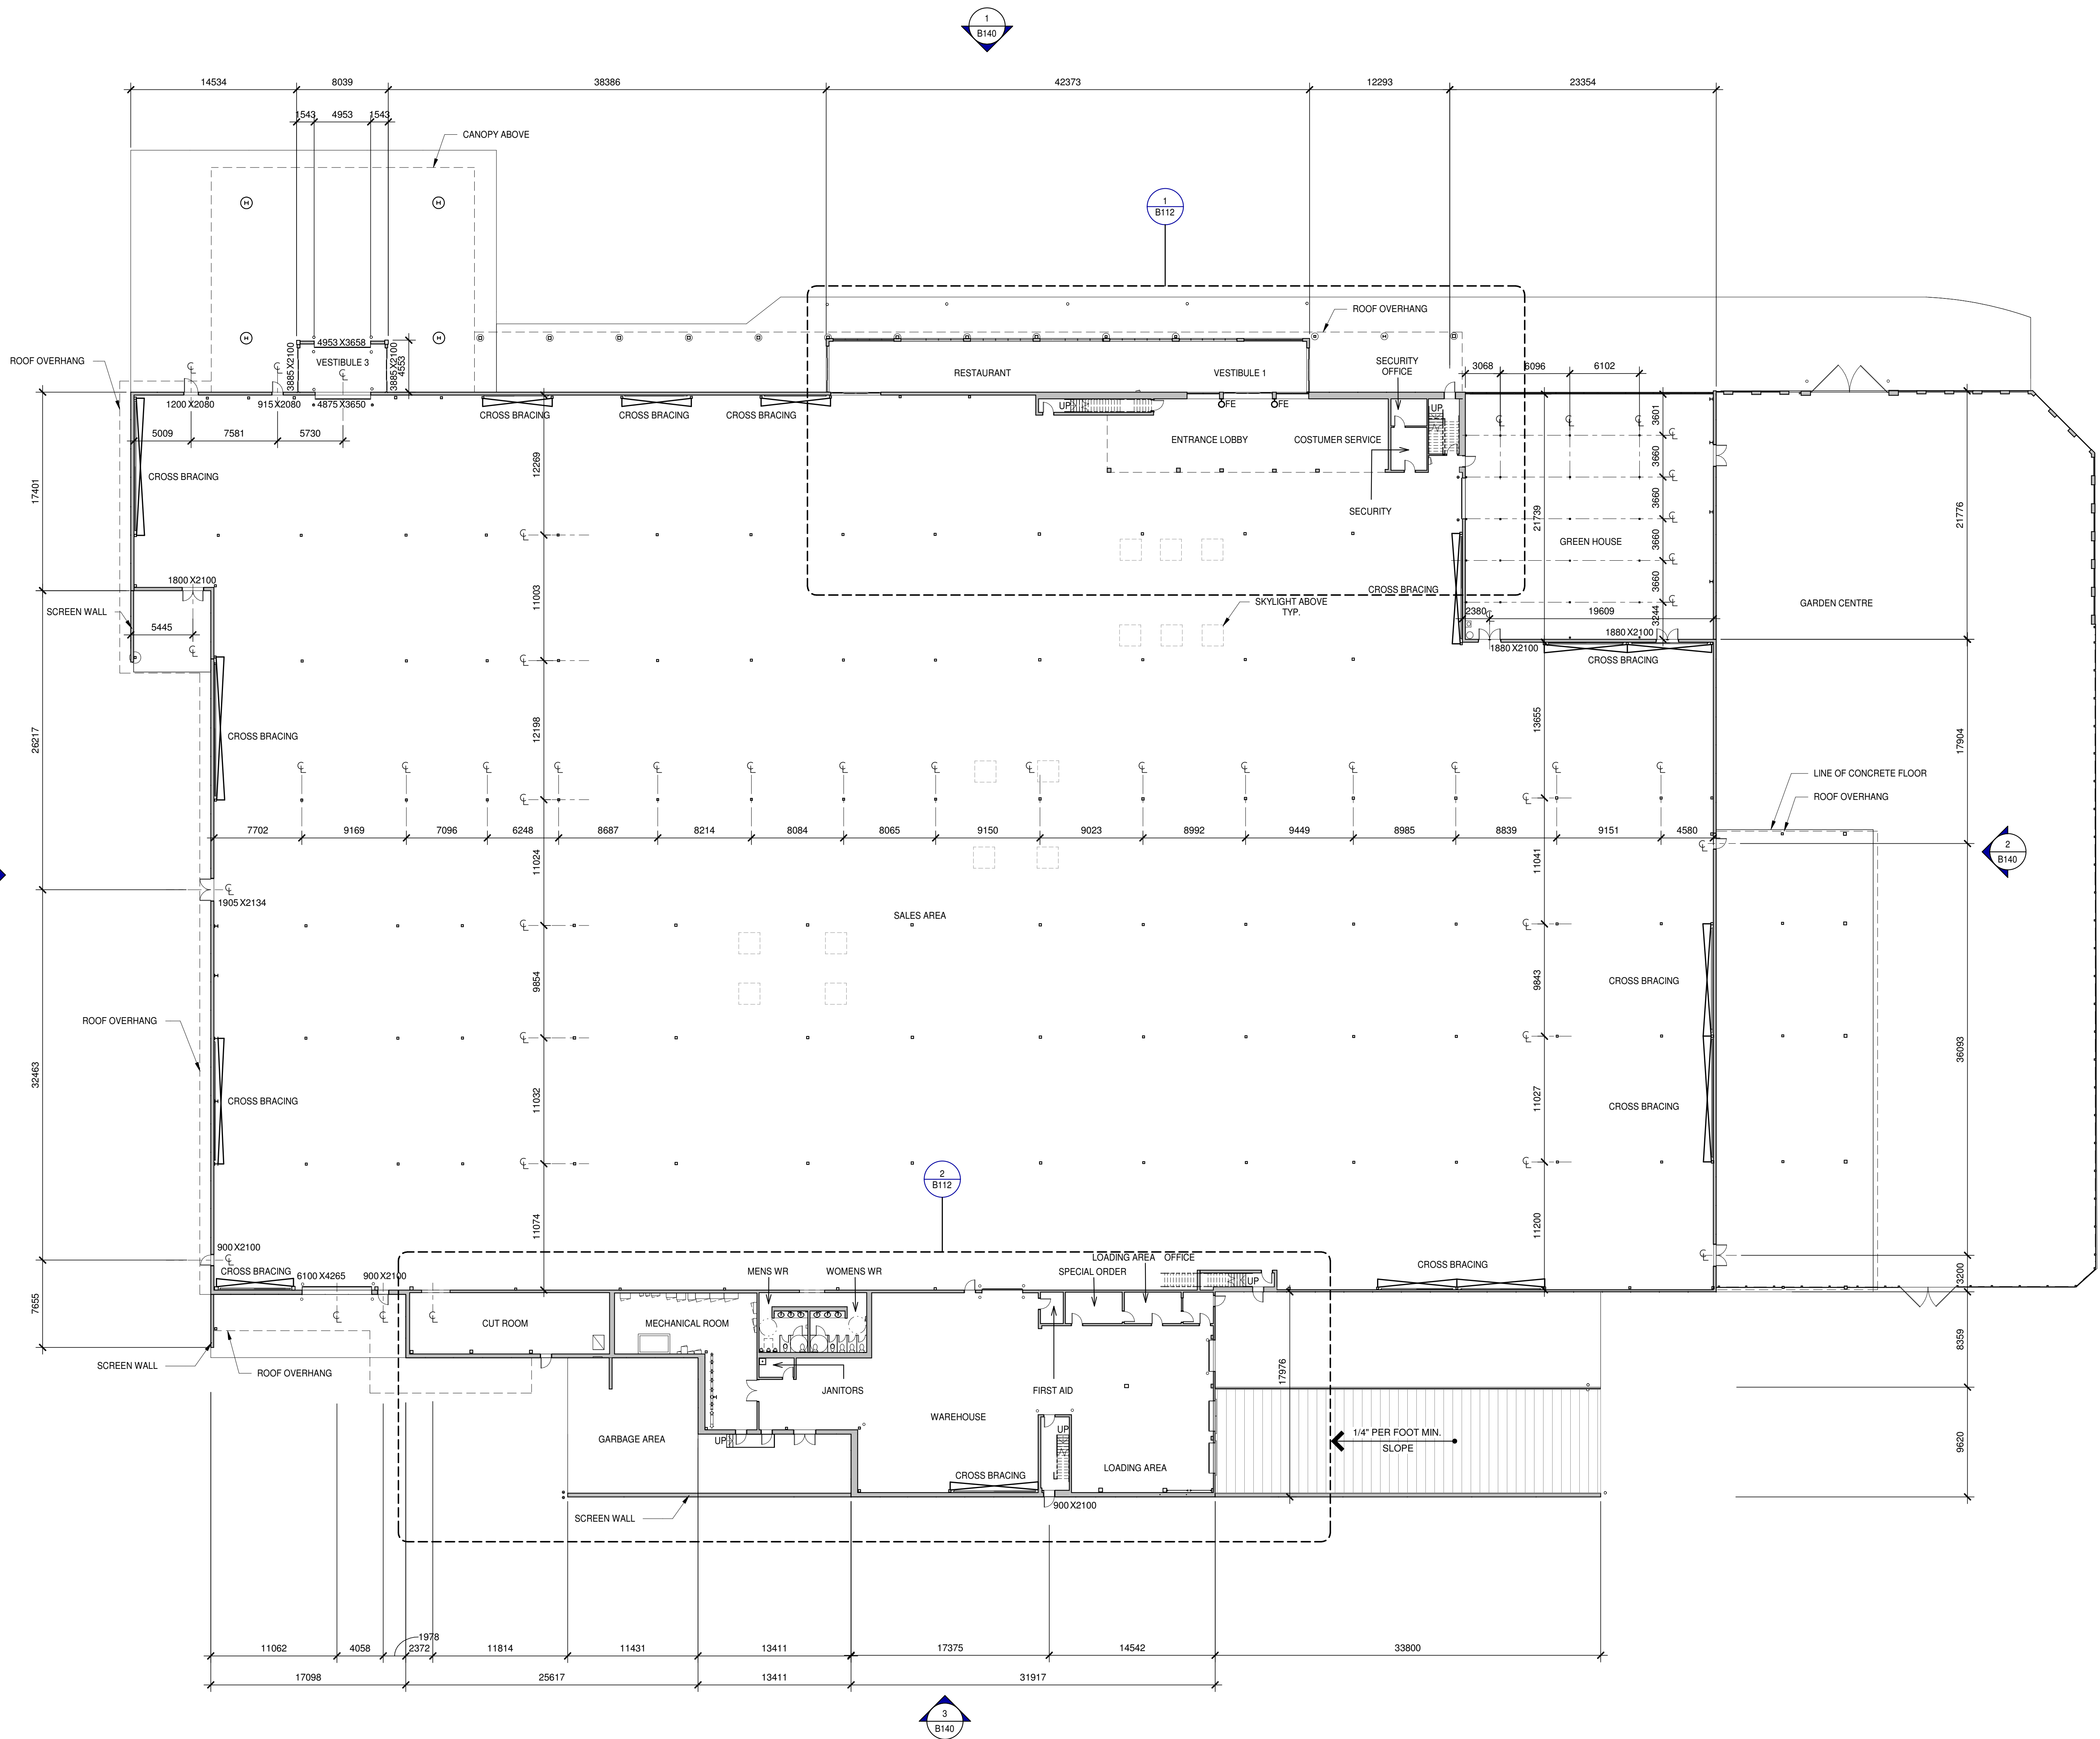 1
B140
14534
8039
38386
42373
12293
23354
1543
4953
1543
CANOPY ABOVE
1
B112
ROOF OVERHANG
ROOF OVERHANG
4953 X3658
VESTIBULE 3
3885 X2100
3885 X2100
4553
1200 X2080
915 X2080
4875 X3650
5009
7581
5730
CROSS BRACING
CROSS BRACING
CROSS BRACING
RESTAURANT
VESTIBULE 1
SECURITY
OFFICE
3068
6096
6102
UP
FE
FE
UP
ENTRANCE LOBBY
COSTUMER SERVICE
SECURITY
CROSS BRACING
17401
12269
21739
3601
3660
3660
3660
3660
3244
GREEN HOUSE
21776
1800 X2100
SCREEN WALL
5445
11003
CROSS BRACING
SKYLIGHT ABOVE
TYP.
2380
19609
1880 X2100
1880 X2100
CROSS BRACING
GARDEN CENTRE
26217
CROSS BRACING
12198
13655
17904
LINE OF CONCRETE FLOOR
ROOF OVERHANG
7702
9169
7096
6248
8687
8214
8084
8065
9150
9023
8992
9449
8985
8839
9151
4580
2
B140
11024
11041
1905 X2134
SALES AREA
9854
9843
CROSS BRACING
ROOF OVERHANG
32463
36093
CROSS BRACING
11032
11027
CROSS BRACING
2
B112
11074
11200
900 X2100
CROSS BRACING
6100 X4265
900 X2100
MENS WR
WOMENS WR
LOADING AREA OFFICE
SPECIAL ORDER
UP
CROSS BRACING
3200
7655
CUT ROOM
MECHANICAL ROOM
SCREEN WALL
ROOF OVERHANG
JANITORS
FIRST AID
17976
8359
WAREHOUSE
GARBAGE AREA
UP
UP
1/4" PER FOOT MIN.
SLOPE
9620
CROSS BRACING
LOADING AREA
SCREEN WALL
900 X2100
11062
4058
1978
2372
11814
11431
13411
17375
14542
33800
17098
25617
13411
31917
3
B140